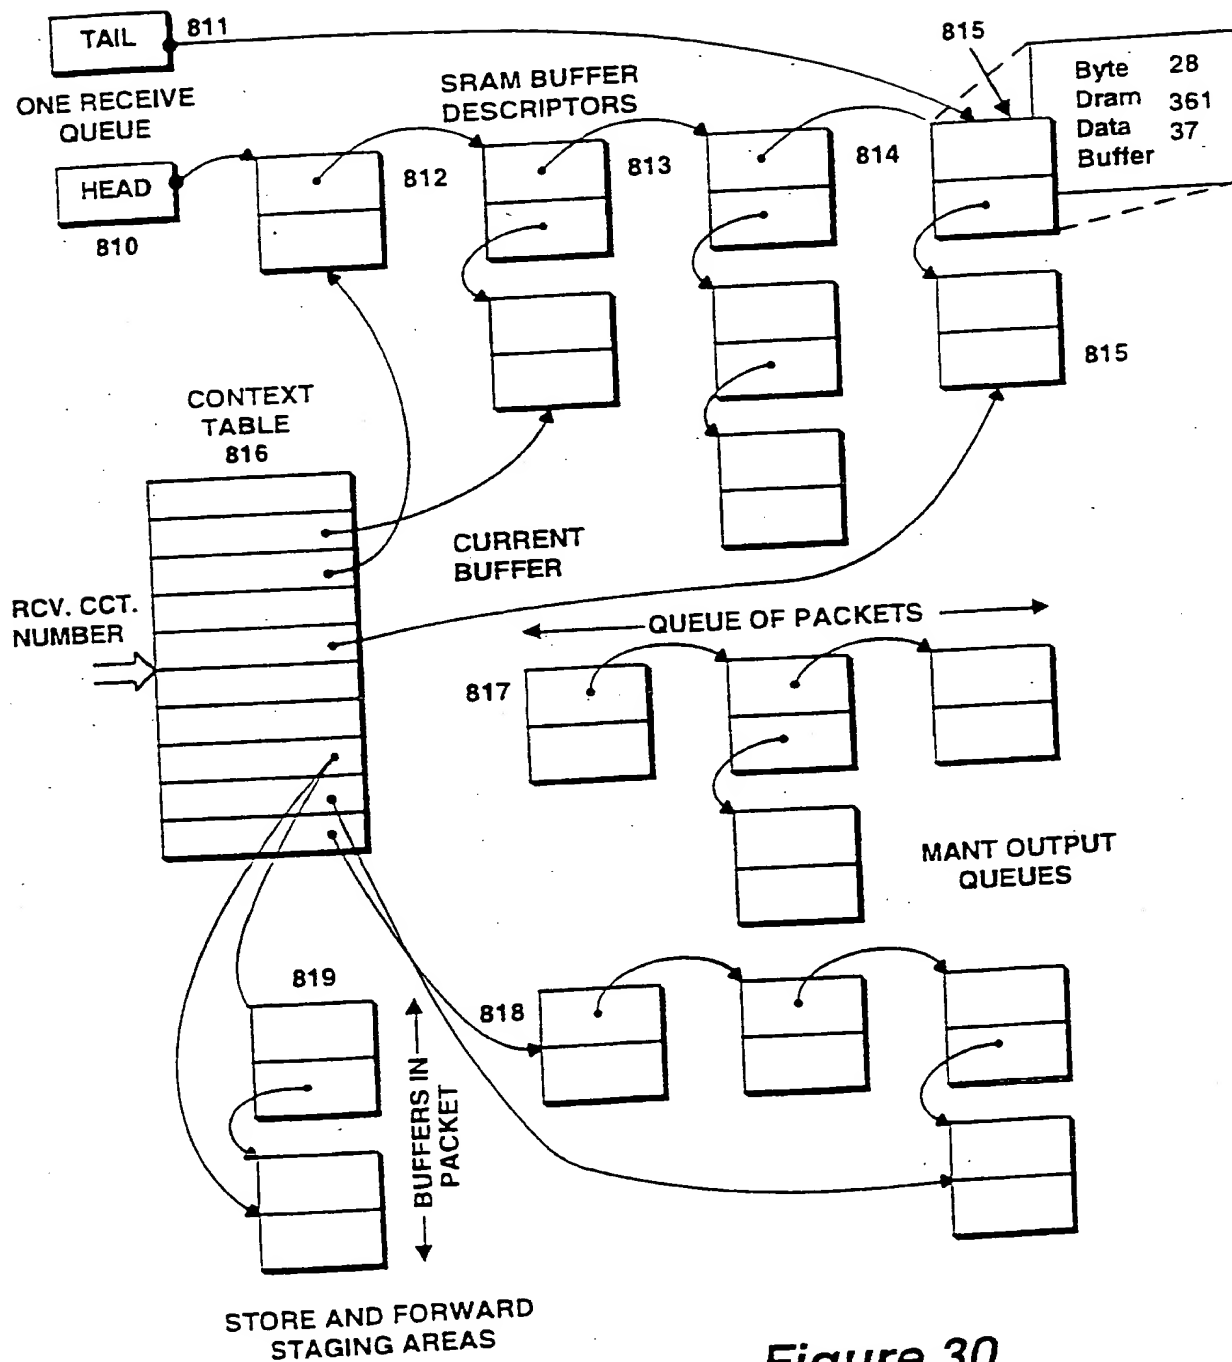 TAIL
811
815
Byte 28
Dram 361
Data 37
Buffer
SRAM BUFFER
DESCRIPTORS
ONE RECEIVE
QUEUE
HEAD
810
812
813
814
815
CONTEXT
TABLE
816
CURRENT
BUFFER
RCV. CCT.
NUMBER
QUEUE OF PACKETS
817
MANT OUTPUT
QUEUES
819
818
BUFFERS IN
PACKET
STORE AND FORWARD
STAGING AREAS
Figure 30